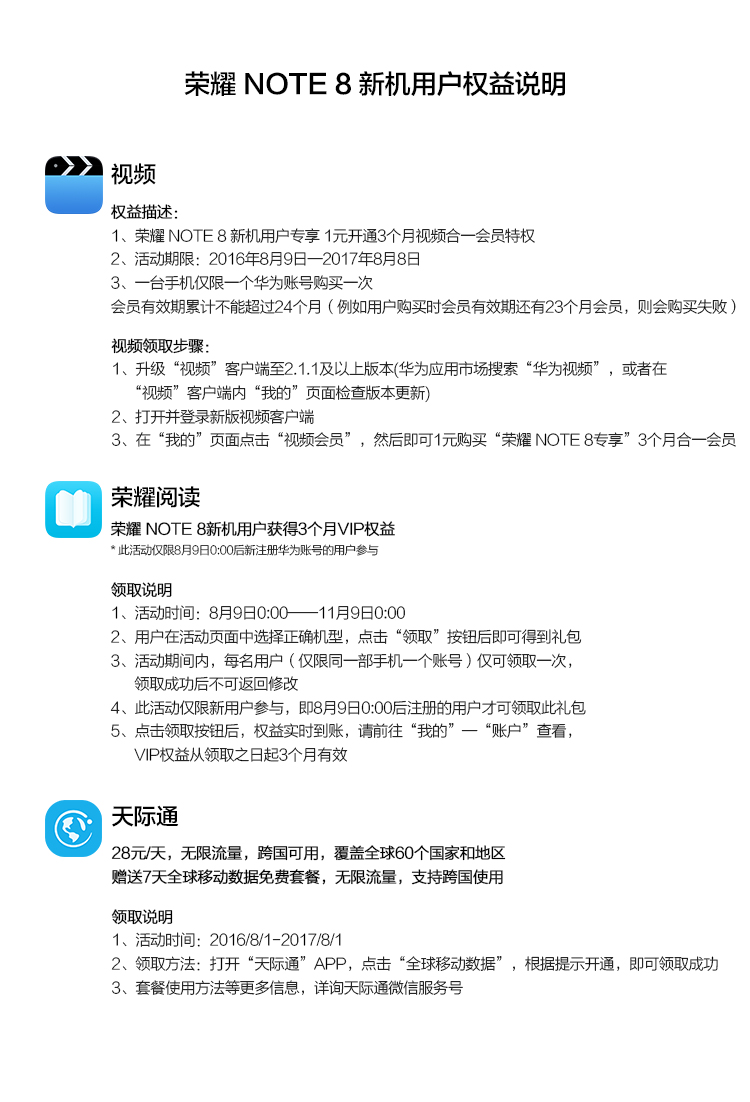 荣耀 NOTE 8 新机用户权益说明
视频
权益描述：
1、荣耀 NOTE 8 新机用户专享 1元开通3个月视频合一会员特权
2、活动期限：2016年8月9日—2017年8月8日
3、一台手机仅限一个华为账号购买一次
会员有效期累计不能超过24个月（例如用户购买时会员有效期还有23个月会员，则会购买失败）
视频领取步骤：
1、升级“视频”客户端至2.1.1及以上版本(华为应用市场搜索“华为视频”，或者在
“视频”客户端内“我的”页面检查版本更新)
2、打开并登录新版视频客户端
3、在“我的”页面点击“视频会员”，然后即可1元购买“荣耀 NOTE 8专享”3个月合一会员
荣耀阅读
荣耀 NOTE 8新机用户获得3个月VIP权益
* 此活动仅限8月9日0:00后新注册华为账号的用户参与
领取说明
1、活动时间：8月9日0:00——11月9日0:00
2、用户在活动页面中选择正确机型，点击“领取”按钮后即可得到礼包
3、活动期间内，每名用户（仅限同一部手机一个账号）仅可领取一次，
领取成功后不可返回修改
4、此活动仅限新用户参与，即8月9日0:00后注册的用户才可领取此礼包
5、点击领取按钮后，权益实时到账，请前往“我的”—“账户”查看，
VIP权益从领取之日起3个月有效
天际通
28元/天，无限流量，跨国可用，覆盖全球60个国家和地区
赠送7天全球移动数据免费套餐，无限流量，支持跨国使用
领取说明
1、活动时间：2016/8/1-2017/8/1
2、领取方法：打开“天际通”APP，点击“全球移动数据”，根据提示开通，即可领取成功
3、套餐使用方法等更多信息，详询天际通微信服务号